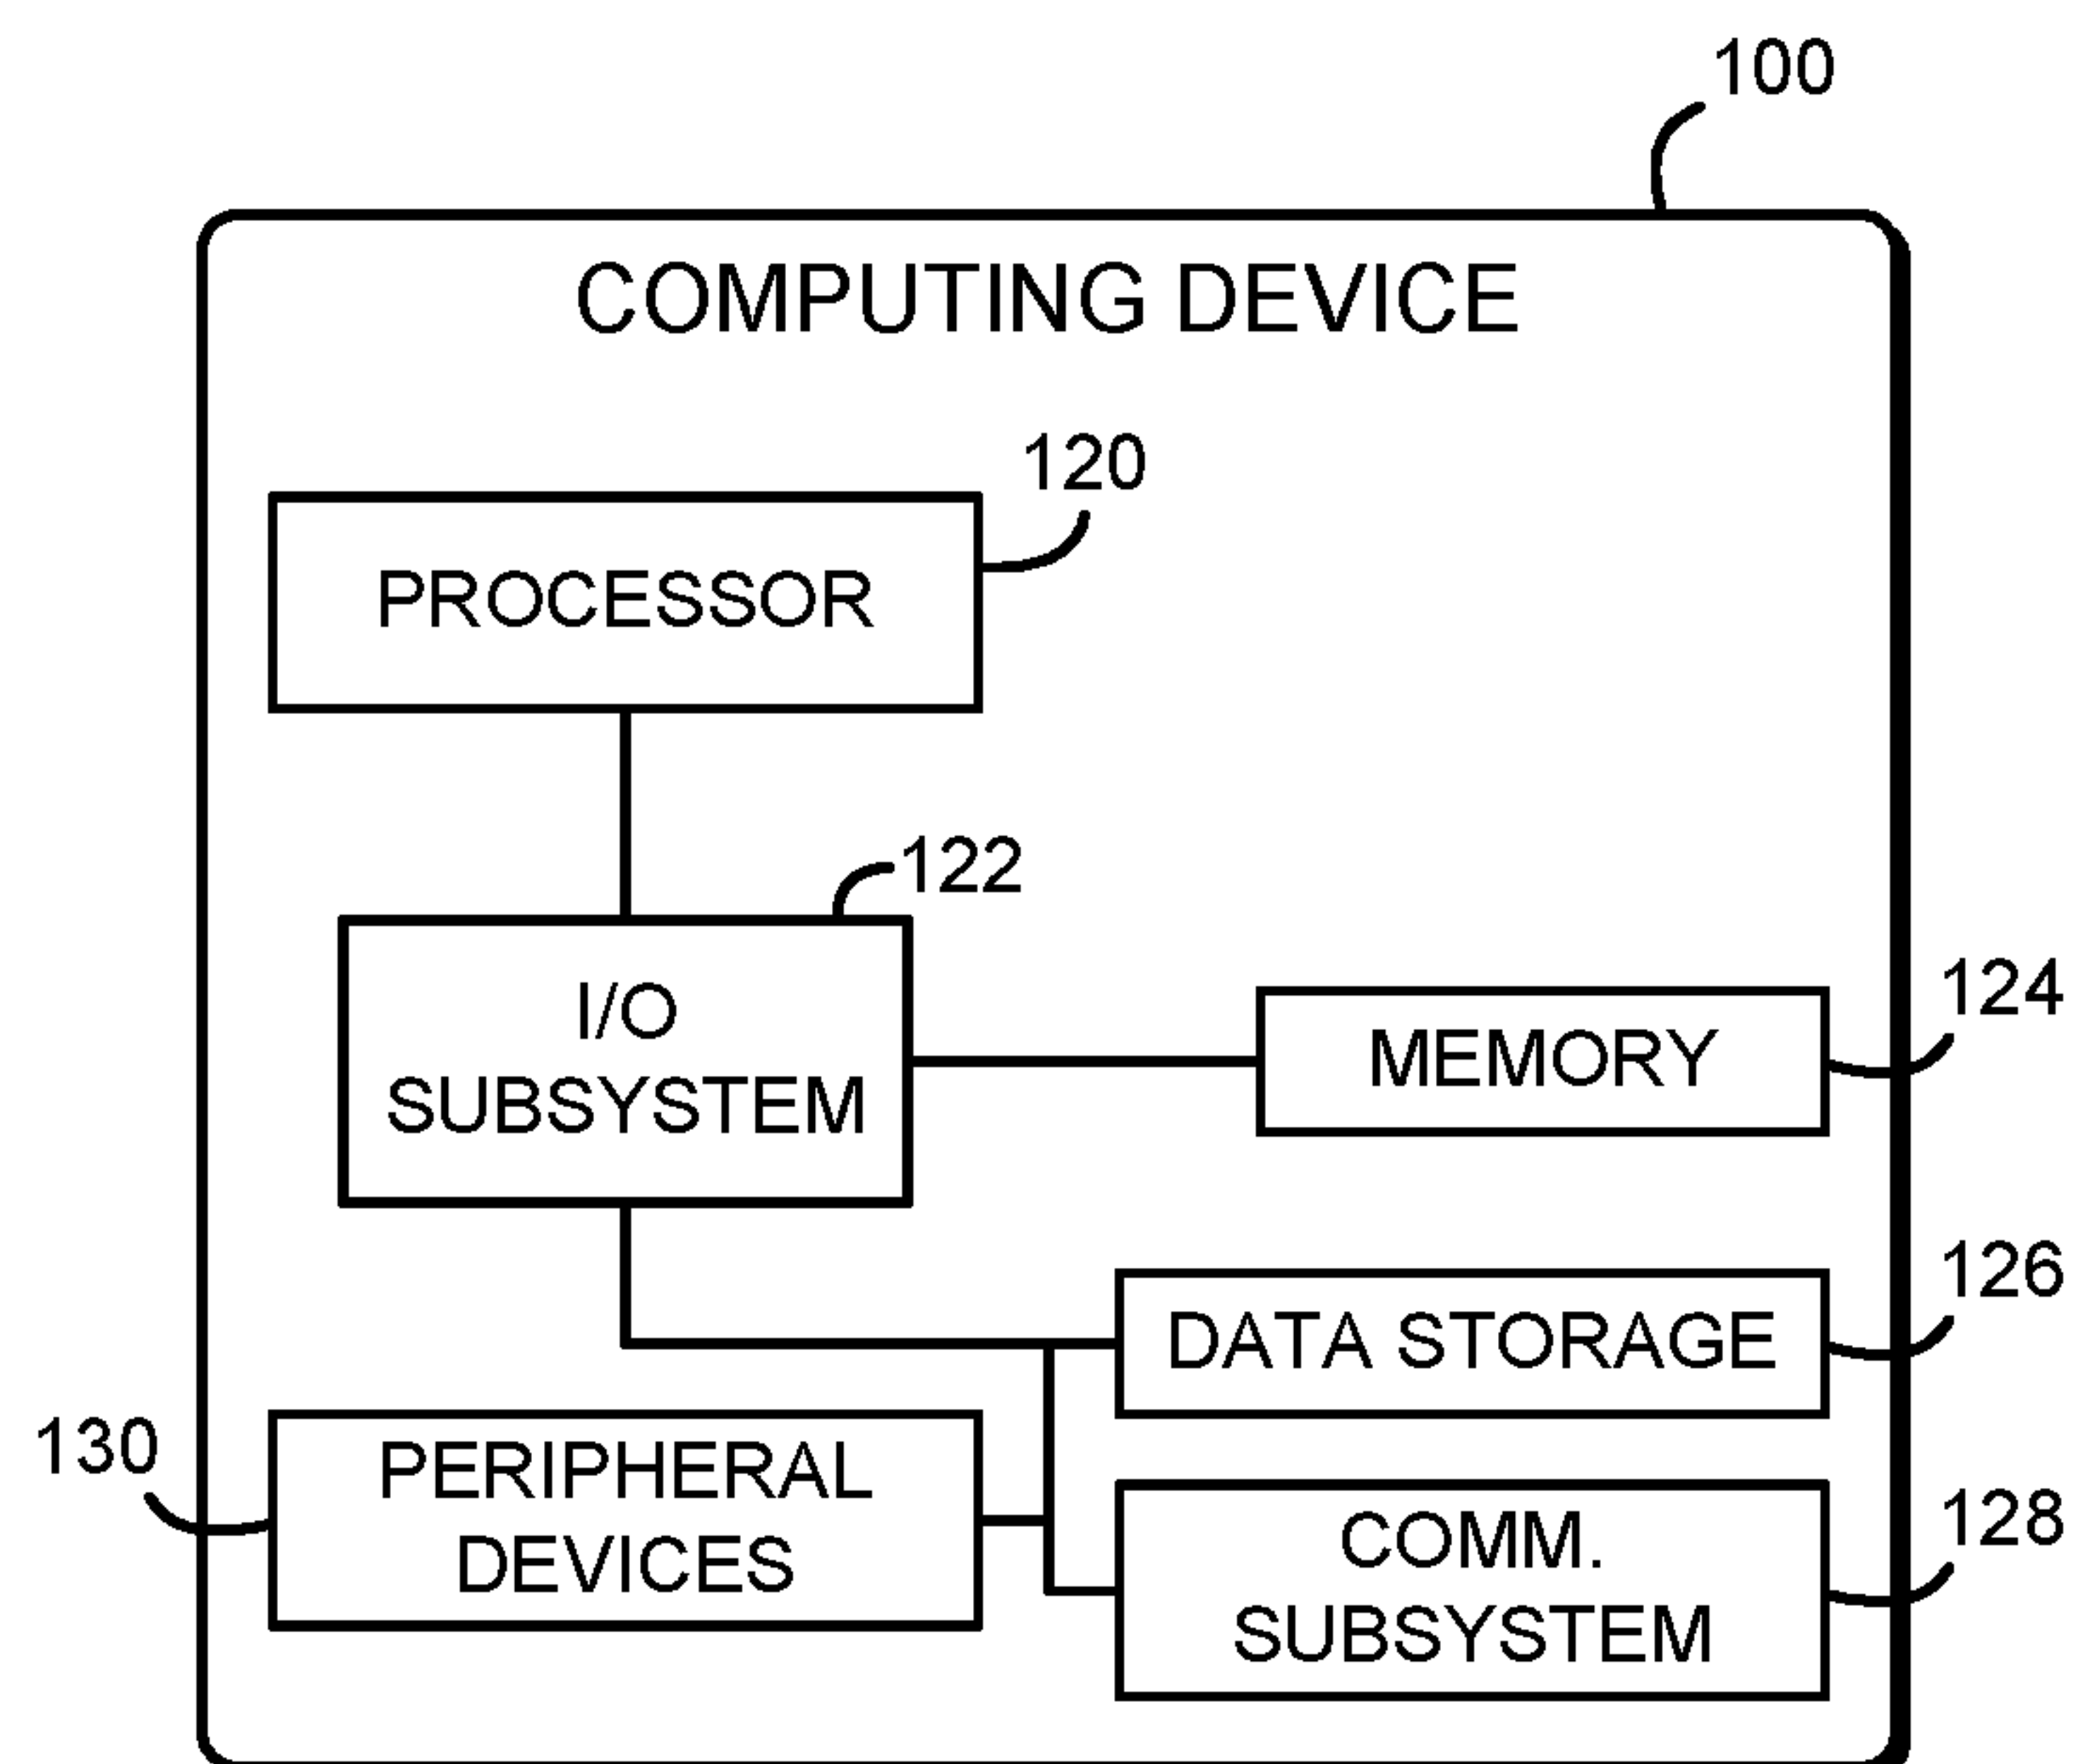 100
COMPUTING DEVICE
120
PROCESSOR
122
I/O
SUBSYSTEM
124
MEMORY
126
DATA STORAGE
130
PERIPHERAL
DEVICES
128
COMM.
SUBSYSTEM